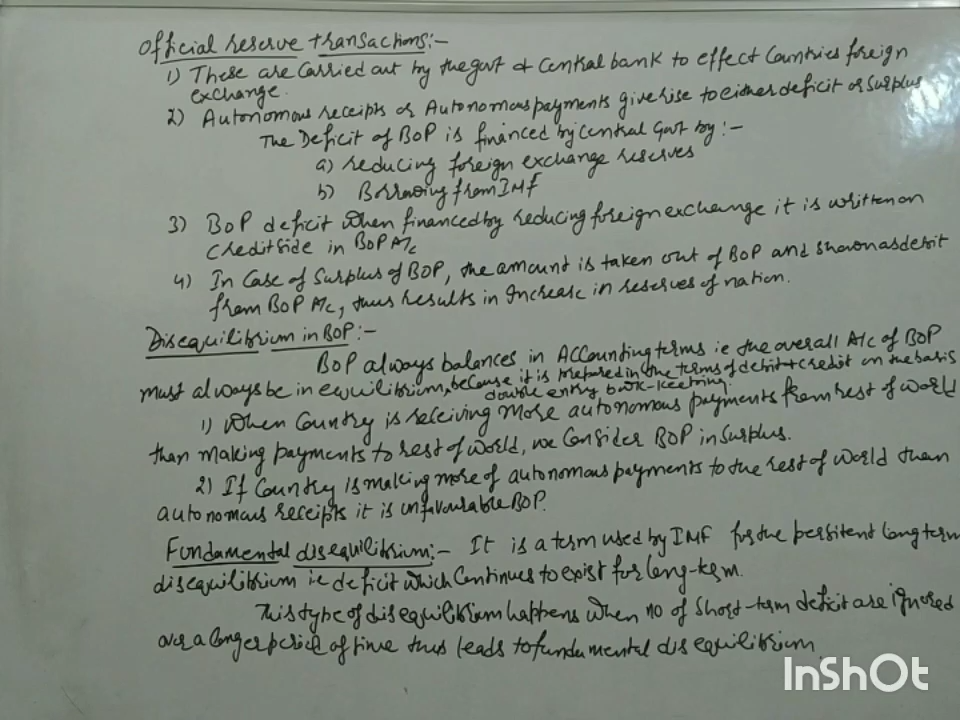 Official reserve transactions:-
1) These are carried out by the govt & central bank to effect countries foreign
exchange.
2) Autonomous receipts or Autonomous payments give rise to either deficit or surplus
The Deficit of BOP is financed by central govt by:-
a) reducing foreign exchange reserves
b) Borrowing from IMF
3) BOP deficit when financed by reducing foreign exchange it is written on
credit side in BOP A/c
4) In case of surplus of BOP, the amount is taken out of BOP and shown as debit
from BOP A/c, thus results in increase in reserves of nation.
Disequilibrium in BOP:-
BOP always balances in Accounting terms ie the overall A/c of BOP
must always be in equilibrium, because it is prepared in the terms of debit & credit on the basis
double entry book-keeping.
1) When country is receiving more autonomous payments from rest of world
than making payments to rest of world, we consider BOP in surplus.
2) If country is making more of autonomous payments to the rest of world than
autonomous receipts it is unfavourable BOP.
Fundamental disequilibrium:- It is a term used by IMF for the persitent long term
disequilibrium ie deficit which continues to exist for long-term.
This type of disequilibrium happens when no of short-term deficit are ignored
over a longer period of time thus leads to fundamental disequilibrium.
InShOt